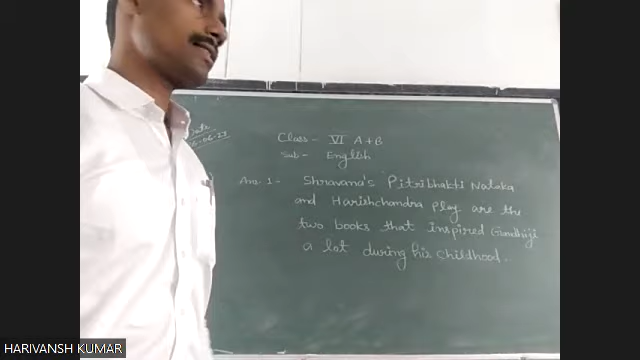 Date
Class - VI A+B
Sub - English
Ans 1 - Shravana's Pitribhakti Nataka
and Harishchandra Play are the
two books that inspired Gandhiji
a lot during his childhood.
HARIVANSH KUMAR